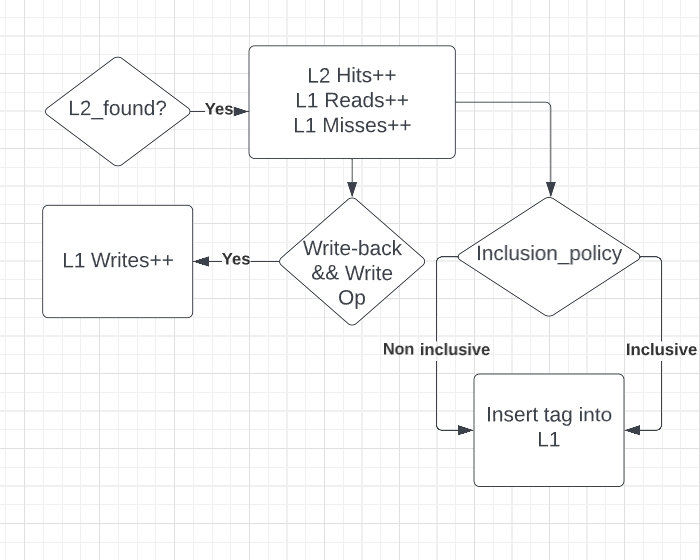 L2_found?
Yes
L2 Hits++
L1 Reads++
L1 Misses++
L1 Writes++
Yes
Write-back
&& Write
Op
Inclusion_policy
Non inclusive
Inclusive
Insert tag into
L1